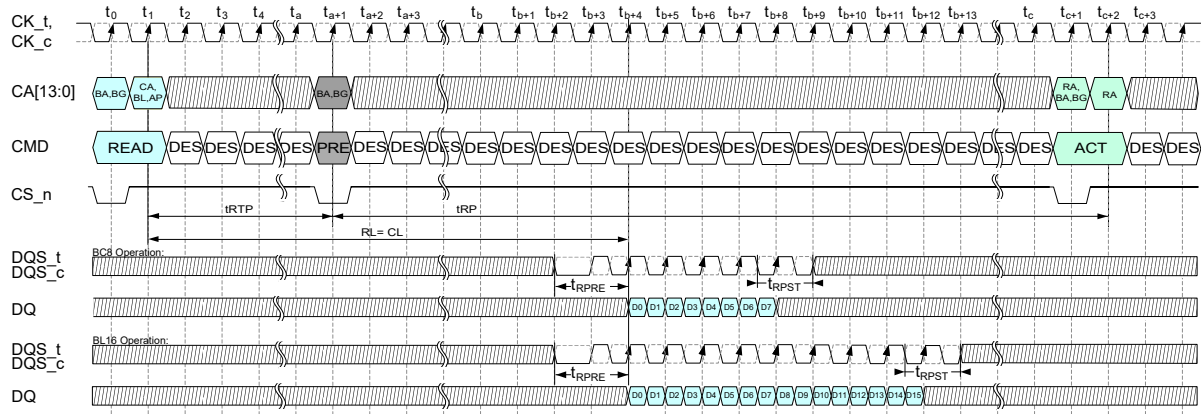 t0 t1 t2 t3 t4 ta ta+1 ta+2 ta+3 tb tb+1 tb+2 tb+3 tb+4 tb+5 tb+6 tb+7 tb+8 tb+9 tb+10 tb+11 tb+12 tb+13 tc tc+1 tc+2 tc+3
CK_t,
CK_c
CA[13:0] BA,BG CA, BL,AP BA,BG RA, BA,BG RA
CMD READ DES DES DES DES PRE DES DES DES DES DES DES DES DES DES DES DES DES DES DES DES DES DES DES DES ACT DES DES
CS_n
tRTP tRP
RL= CL
BC8 Operation:
DQS_t
DQS_c
tRPRE tRPST
DQ D0 D1 D2 D3 D4 D5 D6 D7
BL16 Operation:
DQS_t
DQS_c
tRPRE tRPST
DQ D0 D1 D2 D3 D4 D5 D6 D7 D8 D9 D10 D11 D12 D13 D14 D15